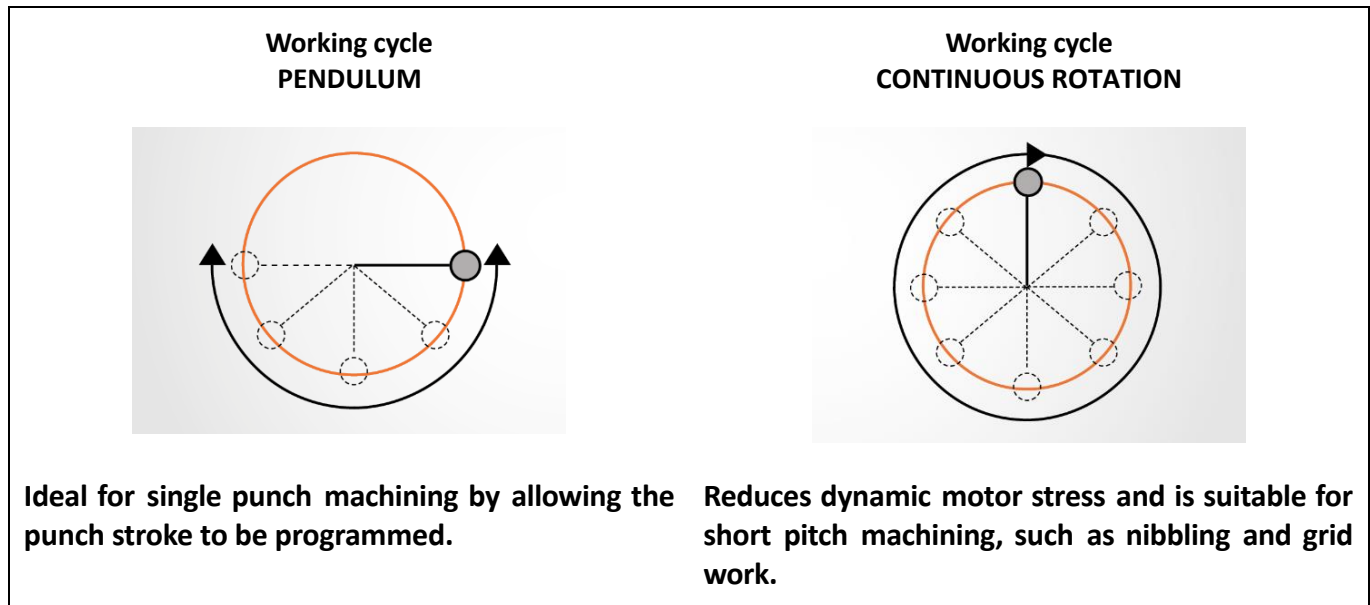 Working cycle
PENDULUM
Ideal for single punch machining by allowing the
punch stroke to be programmed.
Working cycle
CONTINUOUS ROTATION
Reduces dynamic motor stress and is suitable for
short pitch machining, such as nibbling and grid
work.